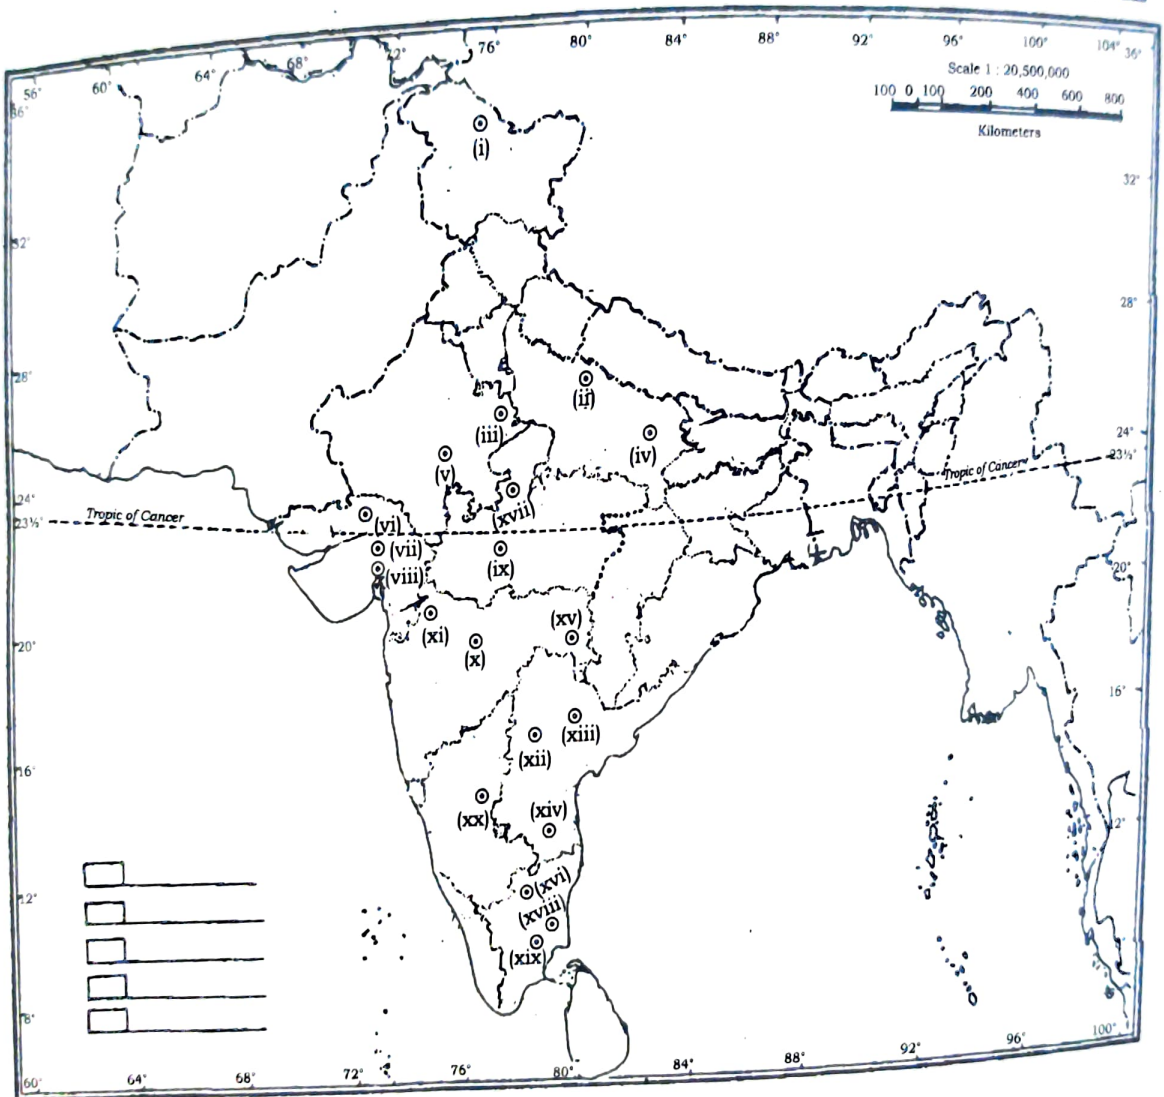 56° 60° 64° 68° 72° 76° 80° 84° 88° 92° 96° 100° 104° 36°
Scale 1 : 20,500,000
100 0 100 200 400 600 800
Kilometers
36°
(i)
32°
32°
28°
28°
(ii)
(iii)
(iv)
24°
23½°
(v)
Tropic of Cancer
24°
23½°
Tropic of Cancer
(vi)
(xvii)
(vii)
(ix)
(viii)
20°
(xi)
(xv)
20°
(x)
16°
(xiii)
(xii)
16°
(xx)
(xiv)
12°
12°
(xvi)
(xviii)
(xix)
8°
60° 64° 68° 72° 76° 80° 84° 88° 92° 96° 100°